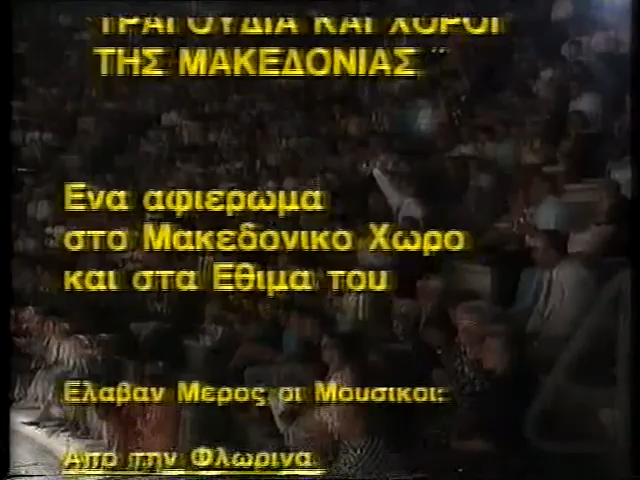 ΤΡΑΓΟΥΔΙΑ ΚΑΙ ΧΟΡΟΙ
ΤΗΣ ΜΑΚΕΔΟΝΙΑΣ "
Ενα αφιερωμα
στο Μακεδονικο Χωρο
και στα Εθιμα του
Ελαβαν Μερος οι Μουσικοι:
Απο την Φλωρινα